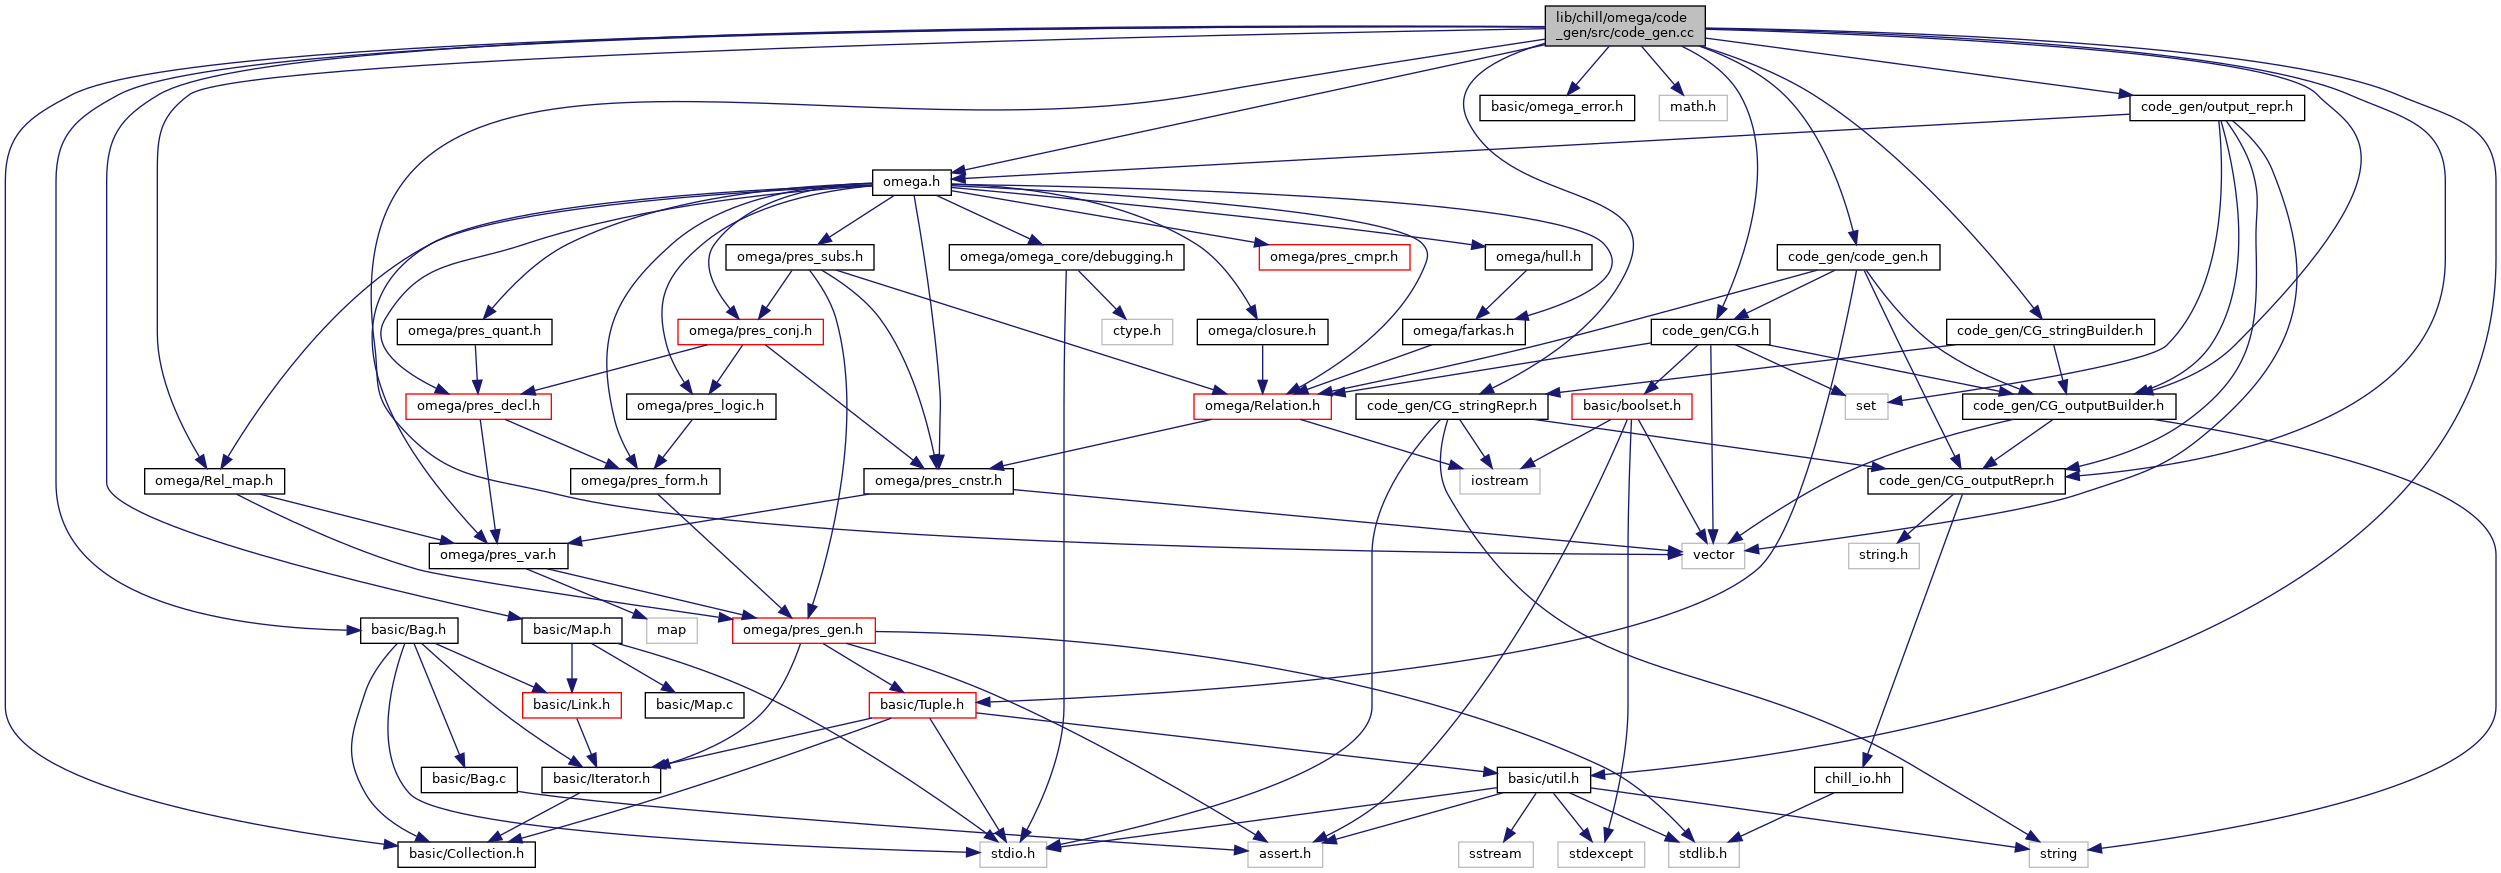 lib/chill/omega/code
_gen/src/code_gen.cc
basic/omega_error.h
math.h
code_gen/output_repr.h
omega.h
omega/pres_subs.h
omega/omega_core/debugging.h
omega/pres_cmpr.h
omega/hull.h
code_gen/code_gen.h
omega/pres_quant.h
omega/pres_conj.h
ctype.h
omega/closure.h
omega/farkas.h
code_gen/CG.h
code_gen/CG_stringBuilder.h
omega/pres_decl.h
omega/pres_logic.h
omega/Relation.h
code_gen/CG_stringRepr.h
basic/boolset.h
set
code_gen/CG_outputBuilder.h
omega/Rel_map.h
omega/pres_form.h
omega/pres_cnstr.h
iostream
code_gen/CG_outputRepr.h
omega/pres_var.h
vector
string.h
basic/Bag.h
basic/Map.h
map
omega/pres_gen.h
basic/Link.h
basic/Map.c
basic/Tuple.h
basic/Bag.c
basic/Iterator.h
basic/util.h
chill_io.hh
basic/Collection.h
stdio.h
assert.h
sstream
stdexcept
stdlib.h
string